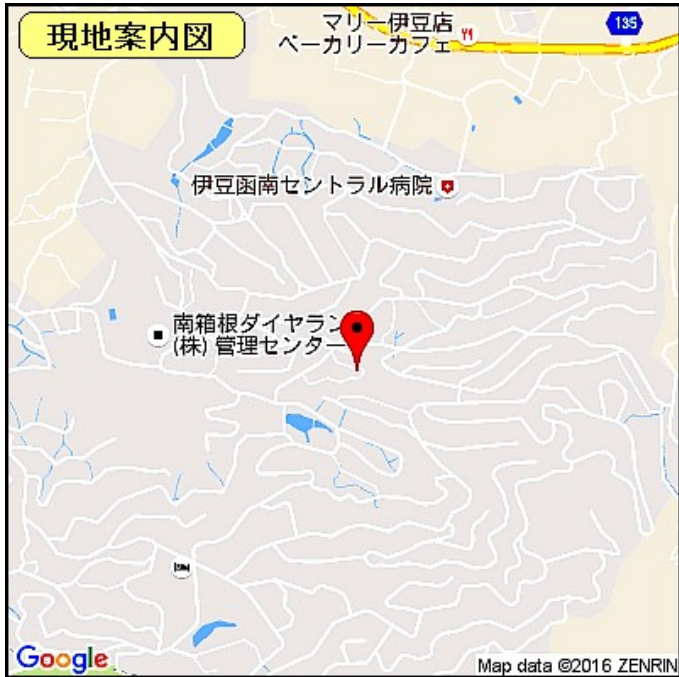 現地案内図
マリー伊豆店
ベーカリーカフェ
135
伊豆函南セントラル病院
南箱根ダイヤラン
(株) 管理センター
Google
Map data ©2016 ZENRIN